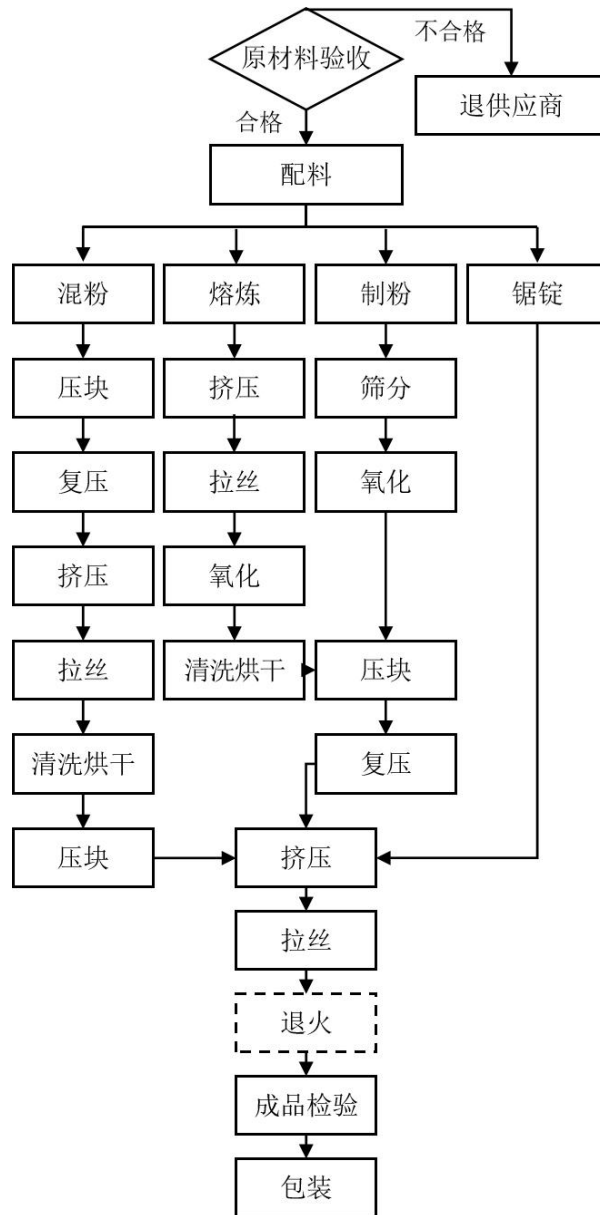 原材料验收
不合格
退供应商
合格
配料
混粉
熔炼
制粉
锯锭
压块
挤压
筛分
复压
拉丝
氧化
挤压
氧化
拉丝
清洗烘干
压块
清洗烘干
复压
压块
挤压
拉丝
退火
成品检验
包装